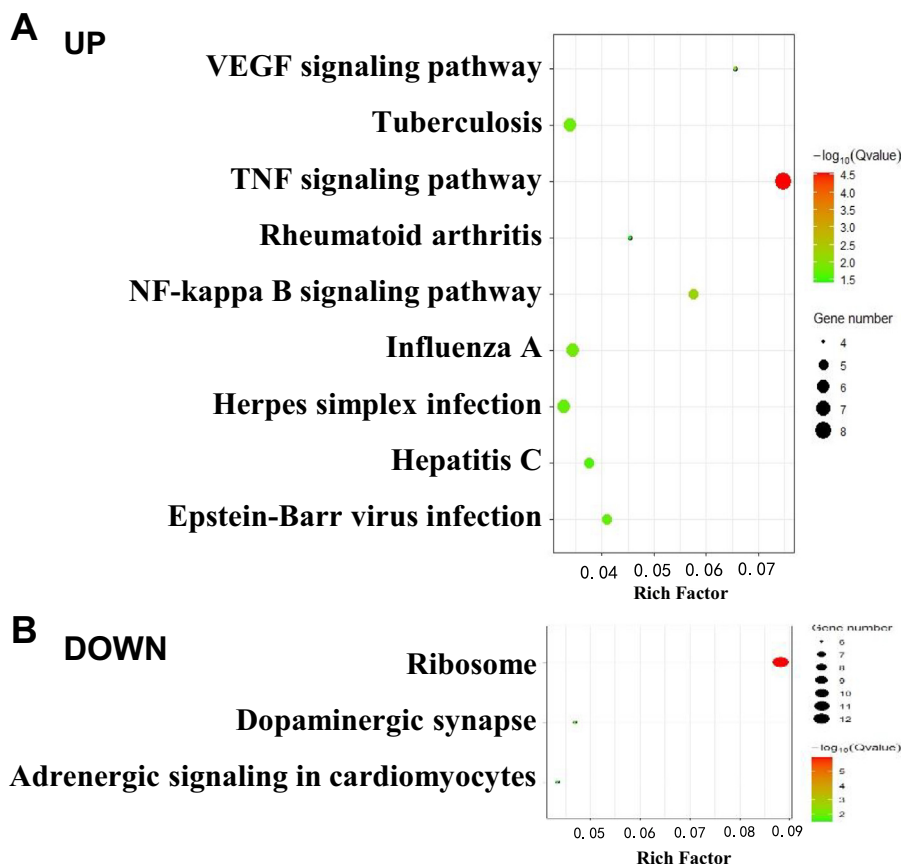 A
UP
VEGF signaling pathway
Tuberculosis
TNF signaling pathway
Rheumatoid arthritis
NF-kappa B signaling pathway
Influenza A
Herpes simplex infection
Hepatitis C
Epstein-Barr virus infection
0.04 0.05 0.06 0.07
Rich Factor
−log10(Qvalue)
4.5
4.0
3.5
3.0
2.5
2.0
1.5
Gene number
4
5
6
7
8
B
DOWN
Ribosome
Dopaminergic synapse
Adrenergic signaling in cardiomyocytes
0.05 0.06 0.07 0.08 0.09
Rich Factor
Gene number
6
7
8
9
10
11
12
−log10(Qvalue)
5
4
3
2